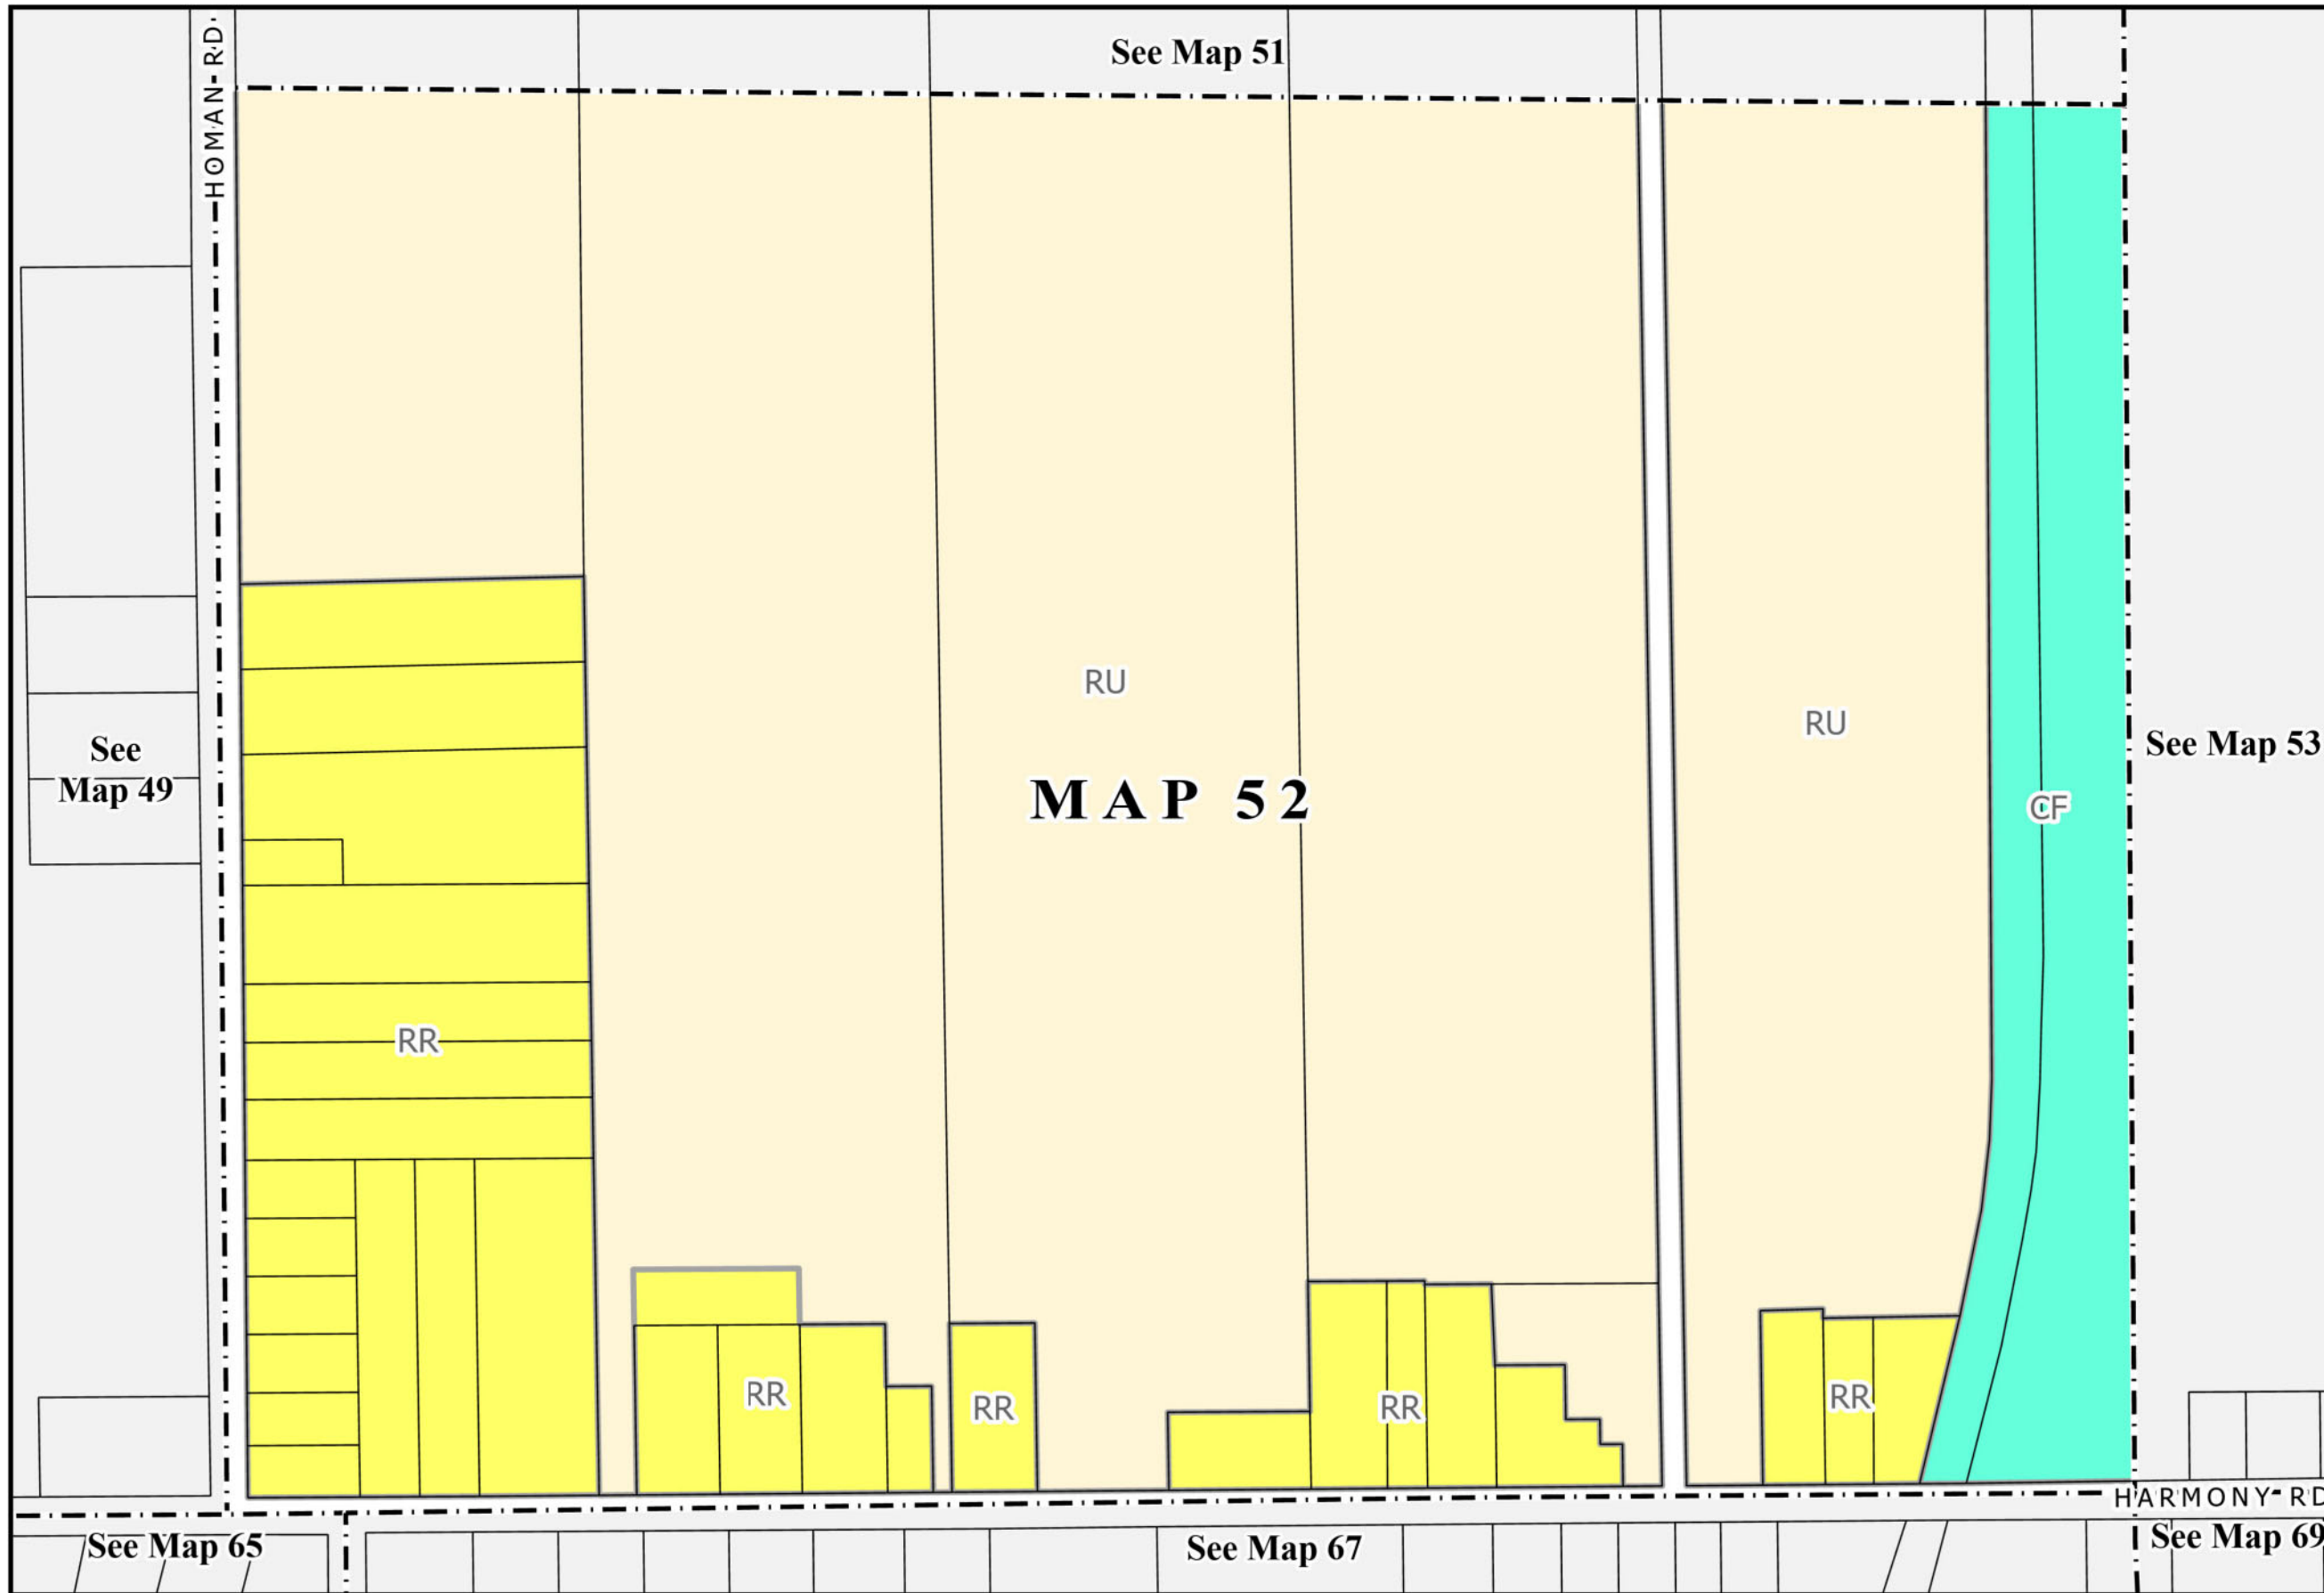 See Map 51
HOMAN RD
RU
RU
See
Map 49
See Map 53
MAP 52
CF
RR
RR
RR
RR
RR
HARMONY RD
See Map 65
See Map 67
See Map 69